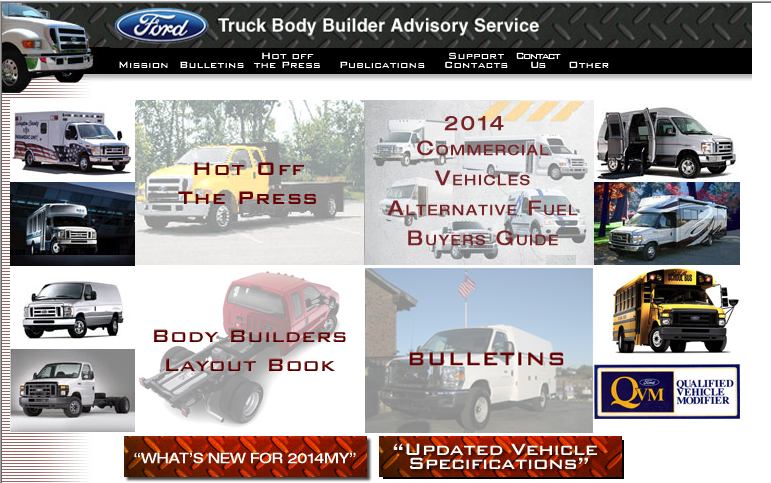 Ford
Truck Body Builder Advisory Service
Mission
Bulletins
Hot off
the Press
Publications
Support
Contacts
Contact
Us
Other
Hot Off
The Press
2014
Commercial
Vehicles
Alternative Fuel
Buyers Guide
SCHOOL BUS
Body Builders
Layout Book
BULLETINS
Ford
QVM
QUALIFIED
VEHICLE
MODIFIER
"WHAT'S NEW FOR 2014MY"
"Updated Vehicle
Specifications"